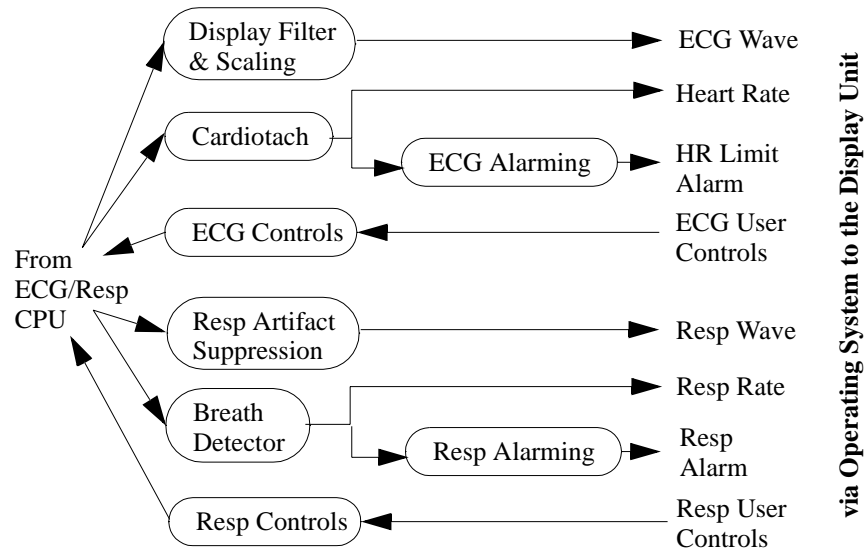 Display Filter
& Scaling
ECG Wave
Cardiotach
Heart Rate
ECG Alarming
HR Limit
Alarm
ECG Controls
ECG User
Controls
From
ECG/Resp
CPU
Resp Artifact
Suppression
Resp Wave
Breath
Detector
Resp Rate
Resp Alarming
Resp
Alarm
Resp Controls
Resp User
Controls
via Operating System to the Display Unit